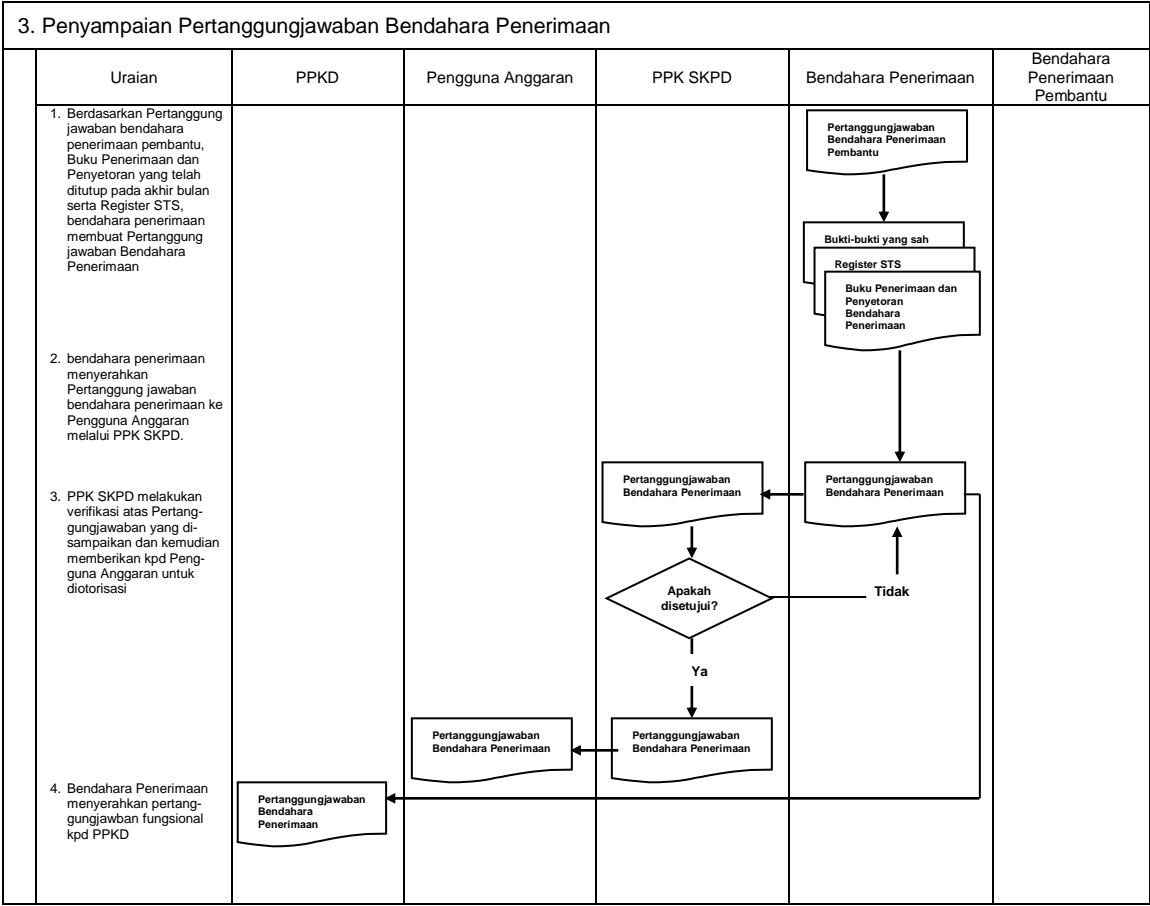 3. Penyampaian Pertanggungjawaban Bendahara Penerimaan
Uraian
PPKD
Pengguna Anggaran
PPK SKPD
Bendahara Penerimaan
Bendahara
Penerimaan
Pembantu
1. Berdasarkan Pertanggung
jawaban bendahara
penerimaan pembantu,
Buku Penerimaan dan
Penyetoran yang telah
ditutup pada akhir bulan
serta Register STS,
bendahara penerimaan
membuat Pertanggung
jawaban Bendahara
Penerimaan
Pertanggungjawaban
Bendahara Penerimaan
Pembantu
Bukti-bukti yang sah
Register STS
Buku Penerimaan dan
Penyetoran
Bendahara
Penerimaan
2. bendahara penerimaan
menyerahkan
Pertanggung jawaban
bendahara penerimaan ke
Pengguna Anggaran
melalui PPK SKPD.
Pertanggungjawaban
Bendahara Penerimaan
Pertanggungjawaban
Bendahara Penerimaan
3. PPK SKPD melakukan
verifikasi atas Pertang-
gungjawaban yang di-
sampaikan dan kemudian
memberikan kpd Peng-
guna Anggaran untuk
diotorisasi
Apakah
disetujui?
Tidak
Ya
Pertanggungjawaban
Bendahara Penerimaan
Pertanggungjawaban
Bendahara Penerimaan
4. Bendahara Penerimaan
menyerahkan pertang-
gungjawban fungsional
kpd PPKD
Pertanggungjawaban
Bendahara
Penerimaan